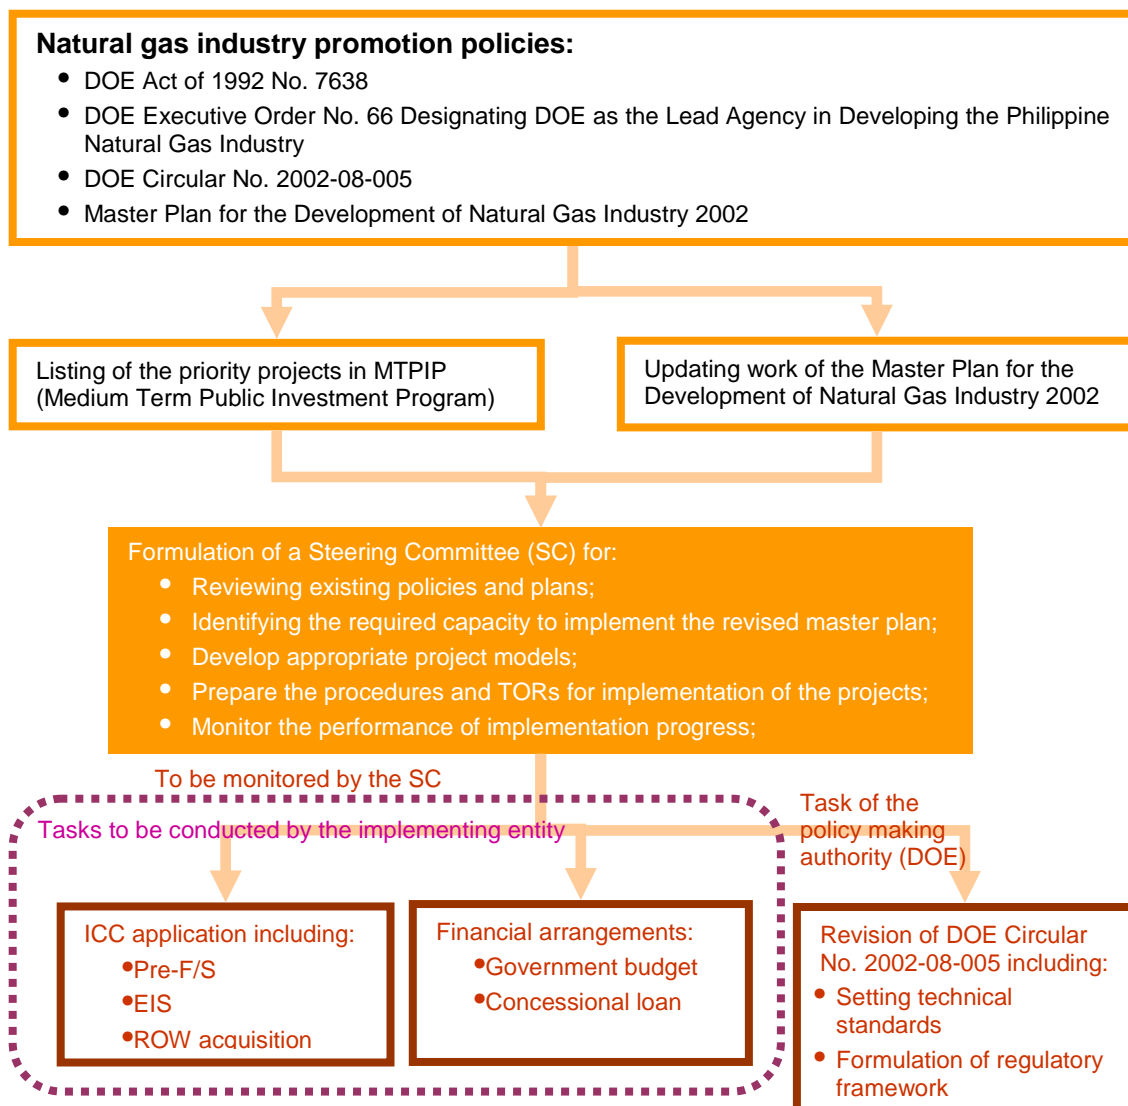 Natural gas industry promotion policies:
• DOE Act of 1992 No. 7638
• DOE Executive Order No. 66 Designating DOE as the Lead Agency in Developing the Philippine
Natural Gas Industry
• DOE Circular No. 2002-08-005
• Master Plan for the Development of Natural Gas Industry 2002
Listing of the priority projects in MTPIP
(Medium Term Public Investment Program)
Updating work of the Master Plan for the
Development of Natural Gas Industry 2002
Formulation of a Steering Committee (SC) for:
• Reviewing existing policies and plans;
• Identifying the required capacity to implement the revised master plan;
• Develop appropriate project models;
• Prepare the procedures and TORs for implementation of the projects;
• Monitor the performance of implementation progress;
To be monitored by the SC
Tasks to be conducted by the implementing entity
Task of the
policy making
authority (DOE)
ICC application including:
•Pre-F/S
•EIS
•ROW acquisition
Financial arrangements:
•Government budget
•Concessional loan
Revision of DOE Circular
No. 2002-08-005 including:
• Setting technical
standards
• Formulation of regulatory
framework